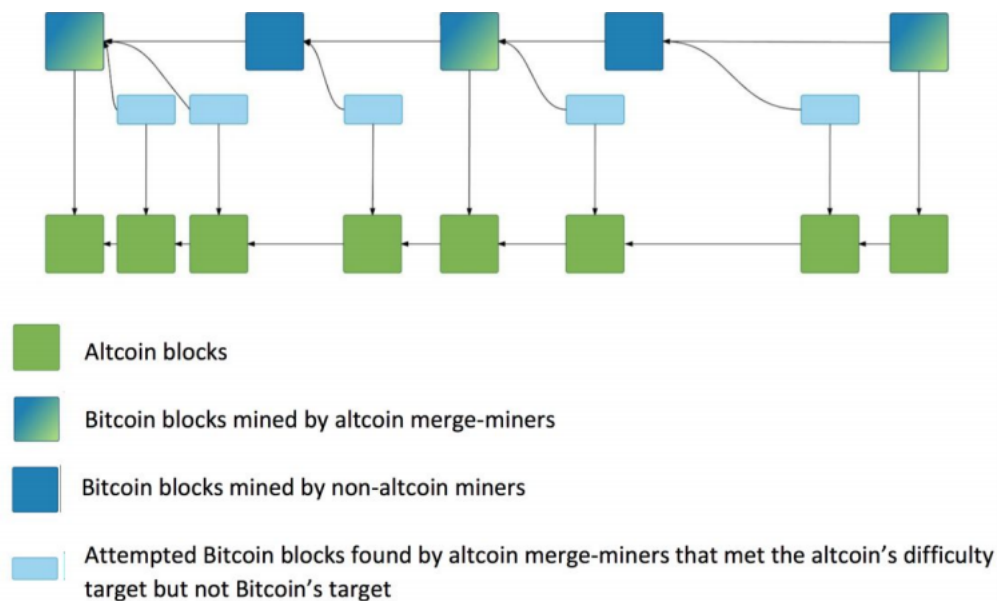 Altcoin blocks
Bitcoin blocks mined by altcoin merge-miners
Bitcoin blocks mined by non-altcoin miners
Attempted Bitcoin blocks found by altcoin merge-miners that met the altcoin’s difficulty
target but not Bitcoin’s target